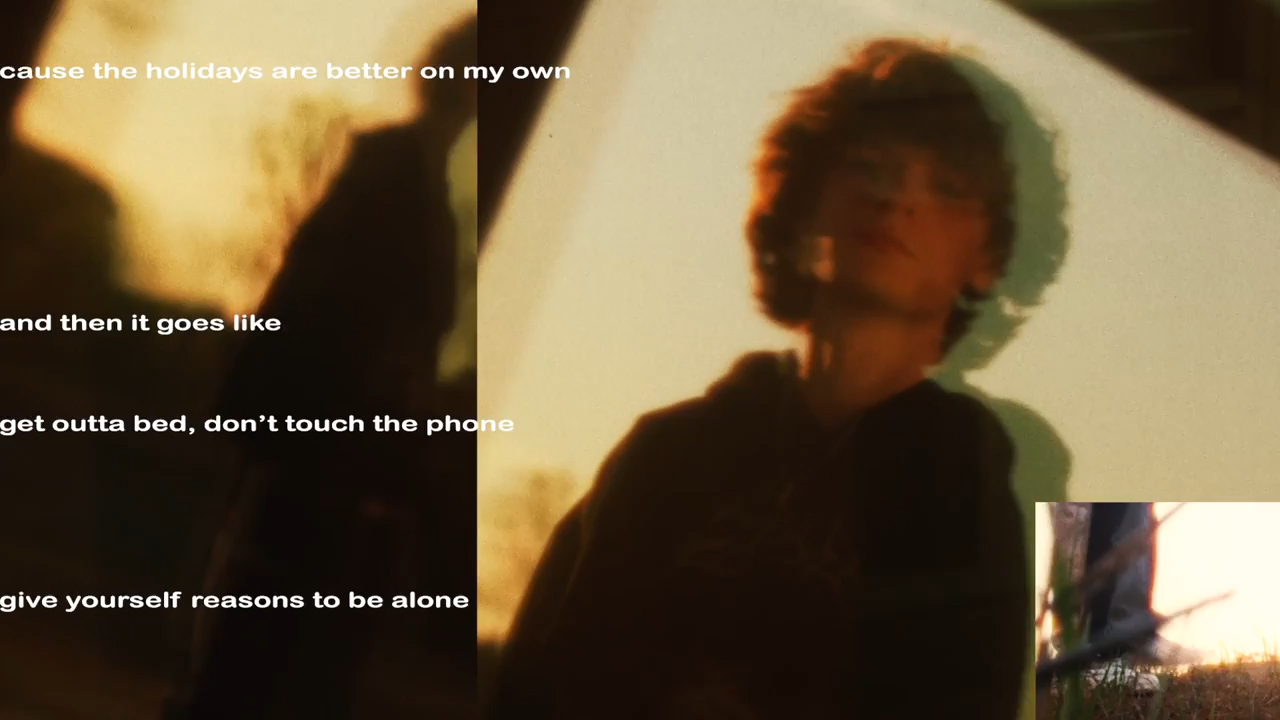 cause the holidays are better on my own
and then it goes like
get outta bed, don’t touch the phone
give yourself reasons to be alone